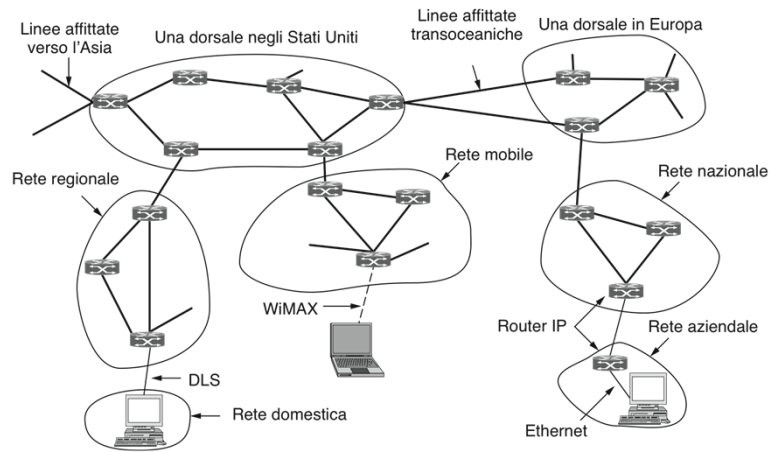 Linee affittate
verso l'Asia
Una dorsale negli Stati Uniti
Linee affittate
transoceaniche
Una dorsale in Europa
Rete regionale
Rete mobile
Rete nazionale
WiMAX
Router IP
Rete aziendale
DLS
Rete domestica
Ethernet